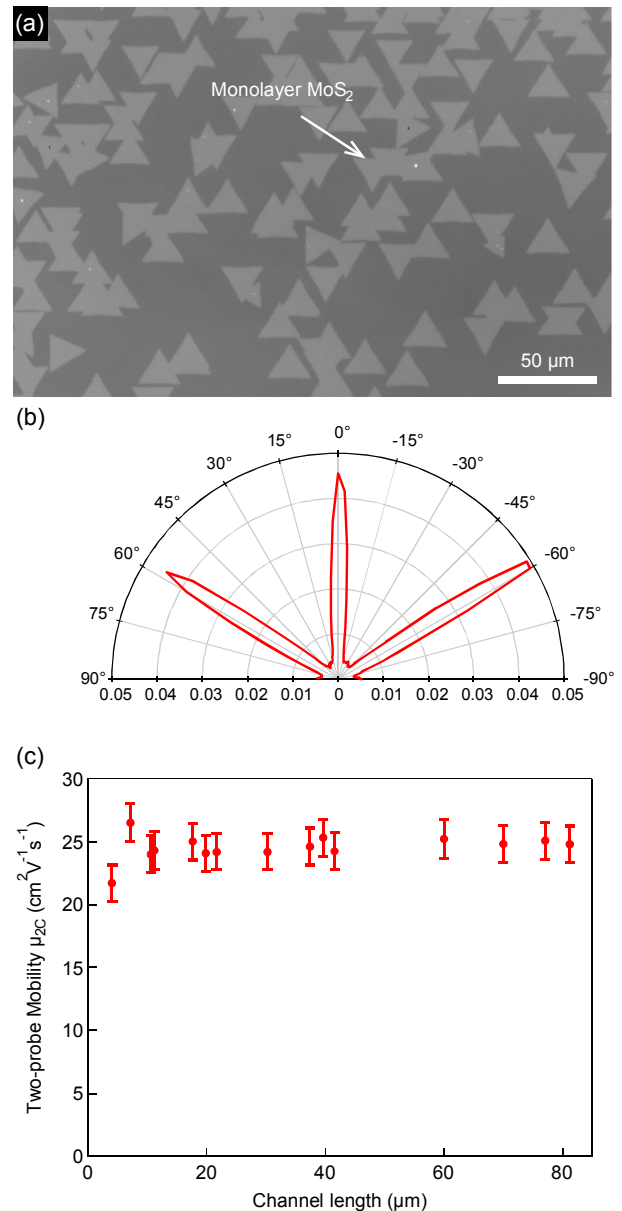 (a)
Monolayer MoS₂
50 µm
(b)
0°
15° -15°
30° -30°
45° -45°
60° -60°
75° -75°
90° -90°
0.05 0.04 0.03 0.02 0.01 0 0.01 0.02 0.03 0.04 0.05
(c)
30
25
20
15
10
5
0
Two-probe Mobility µ₂C (cm²V⁻¹s⁻¹)
0 20 40 60 80
Channel length (µm)